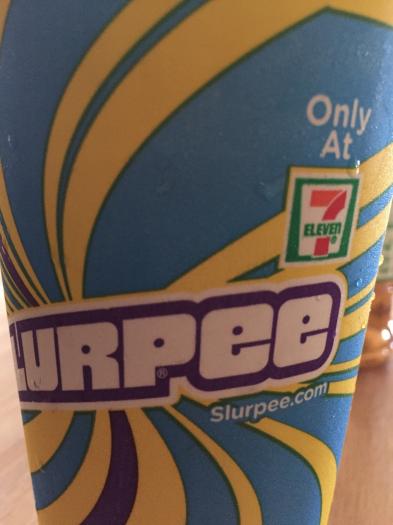 Only
At
7
ELEVEN
®
SLURPEE
®
Slurpee.com